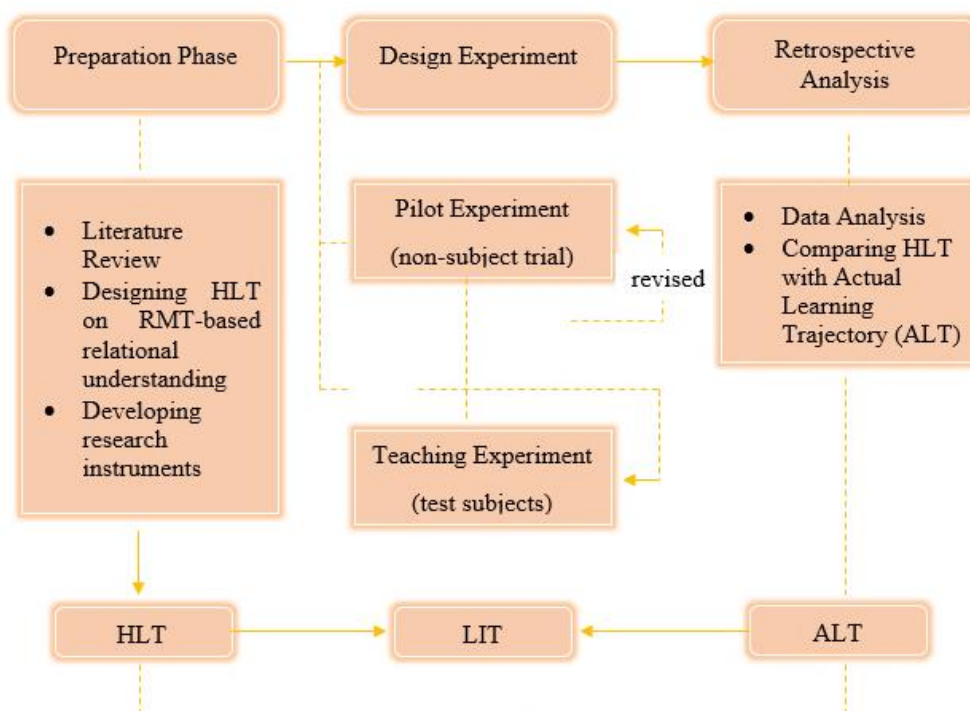 Preparation Phase
Design Experiment
Retrospective
Analysis
• Literature
Review
• Designing HLT
on RMT-based
relational
understanding
• Developing
research
instruments
Pilot Experiment
(non-subject trial)
revised
Teaching Experiment
(test subjects)
• Data Analysis
• Comparing HLT
with Actual
Learning
Trajectory (ALT)
HLT
LIT
ALT